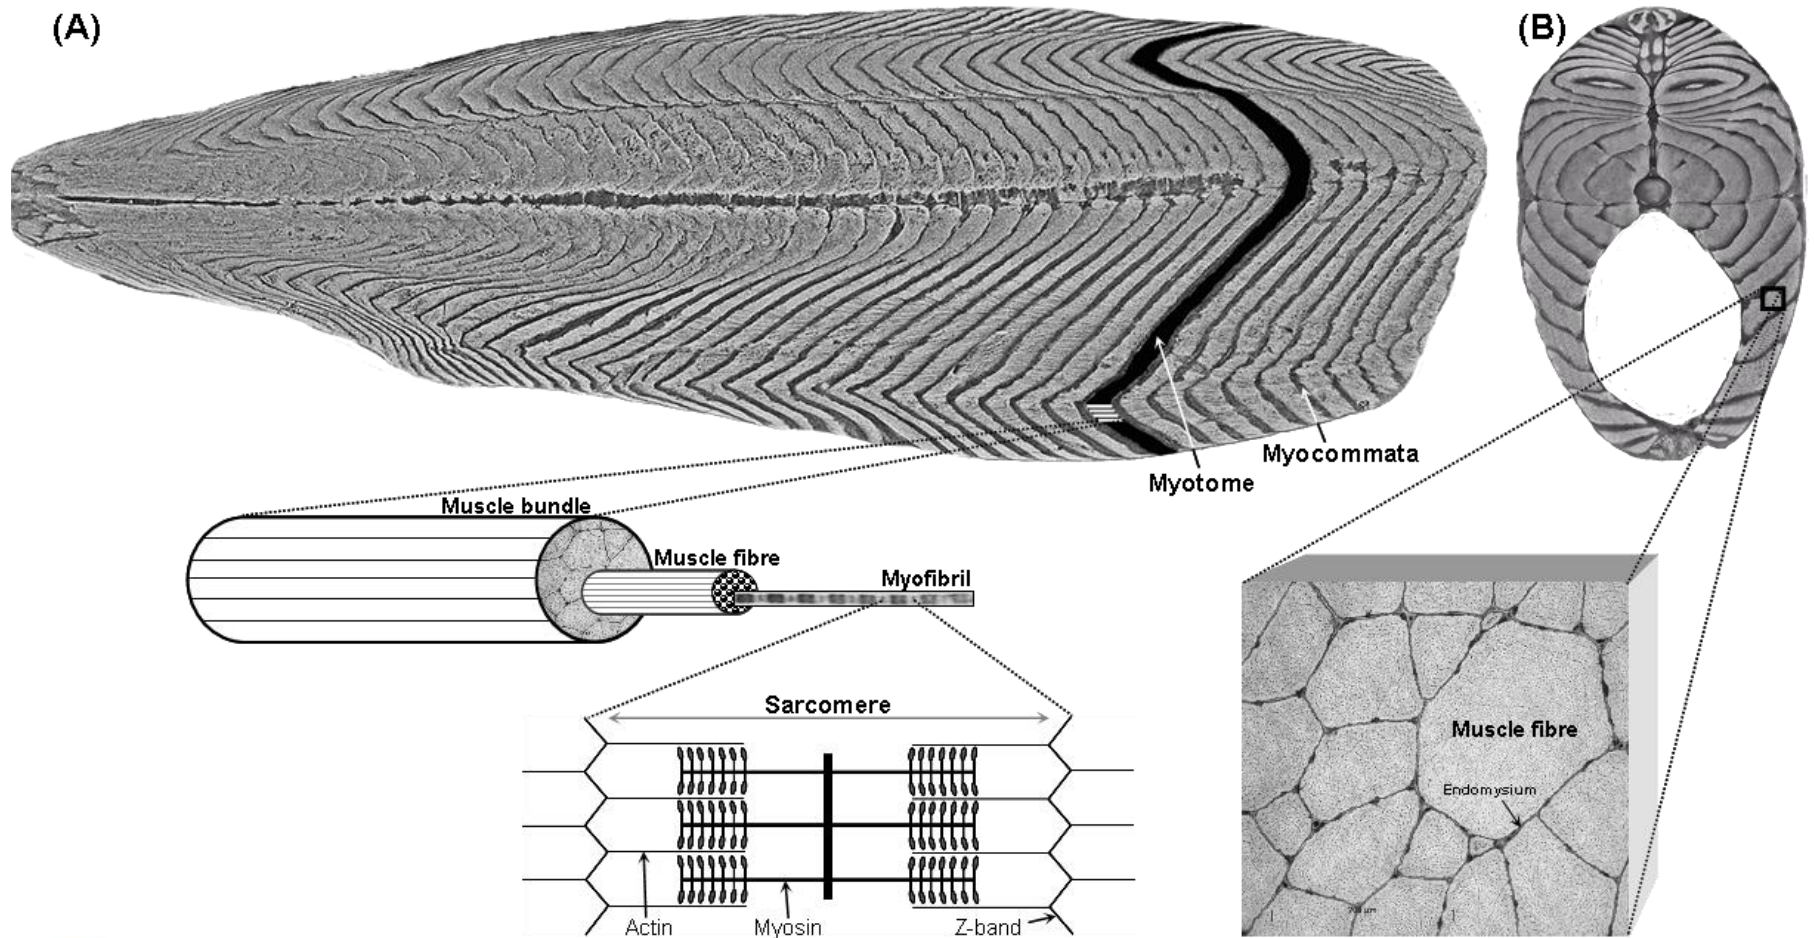 (A)
(B)
Myocommata
Myotome
Muscle bundle
Muscle fibre
Myofibril
Sarcomere
Actin
Myosin
Z-band
Muscle fibre
Endomysium